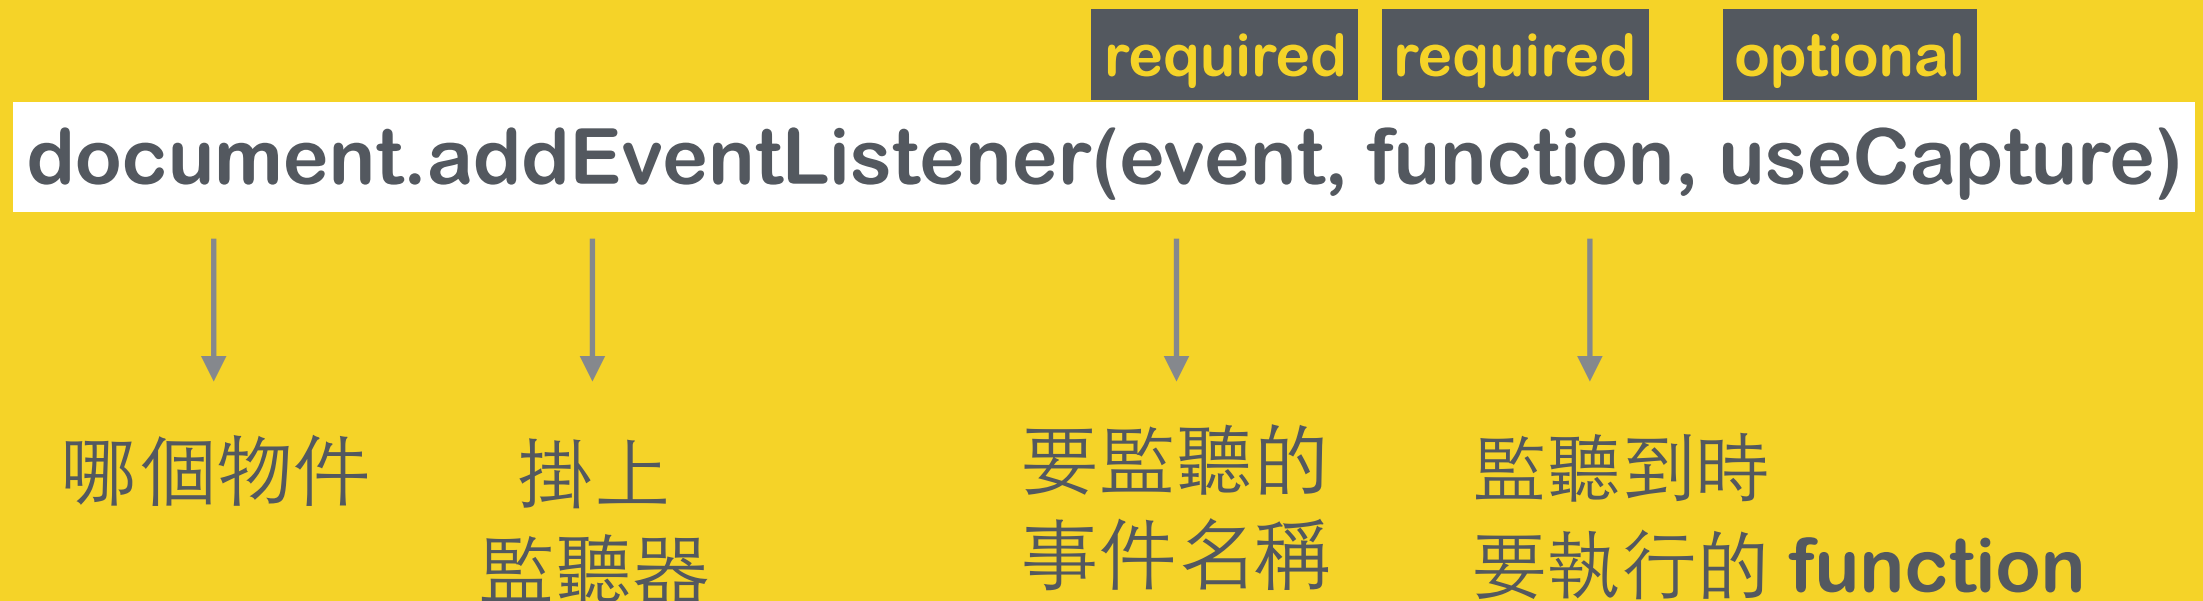 required required optional
document.addEventListener(event, function, useCapture)
哪個物件
掛上
監聽器
要監聽的
事件名稱
監聽到時
要執行的 function